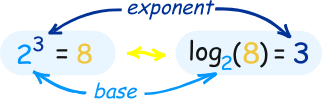 exponent
2³ = 8 log₂(8) = 3
base